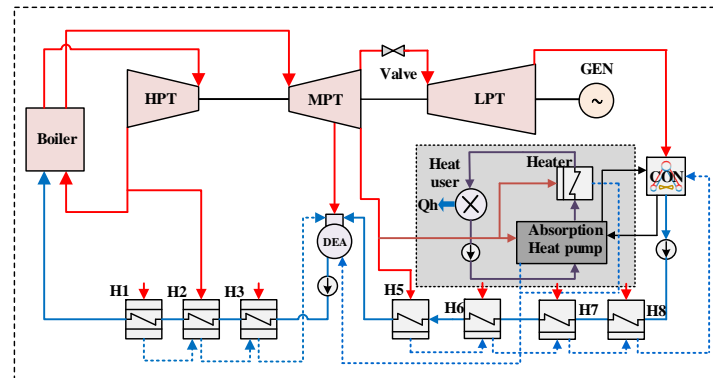 GEN
Valve
HPT
MPT
LPT
~
Boiler
Heat
user
Heater
CON
Qh
Absorption
Heat pump
DEA
H1
H2
H3
H5
H6
H7
H8